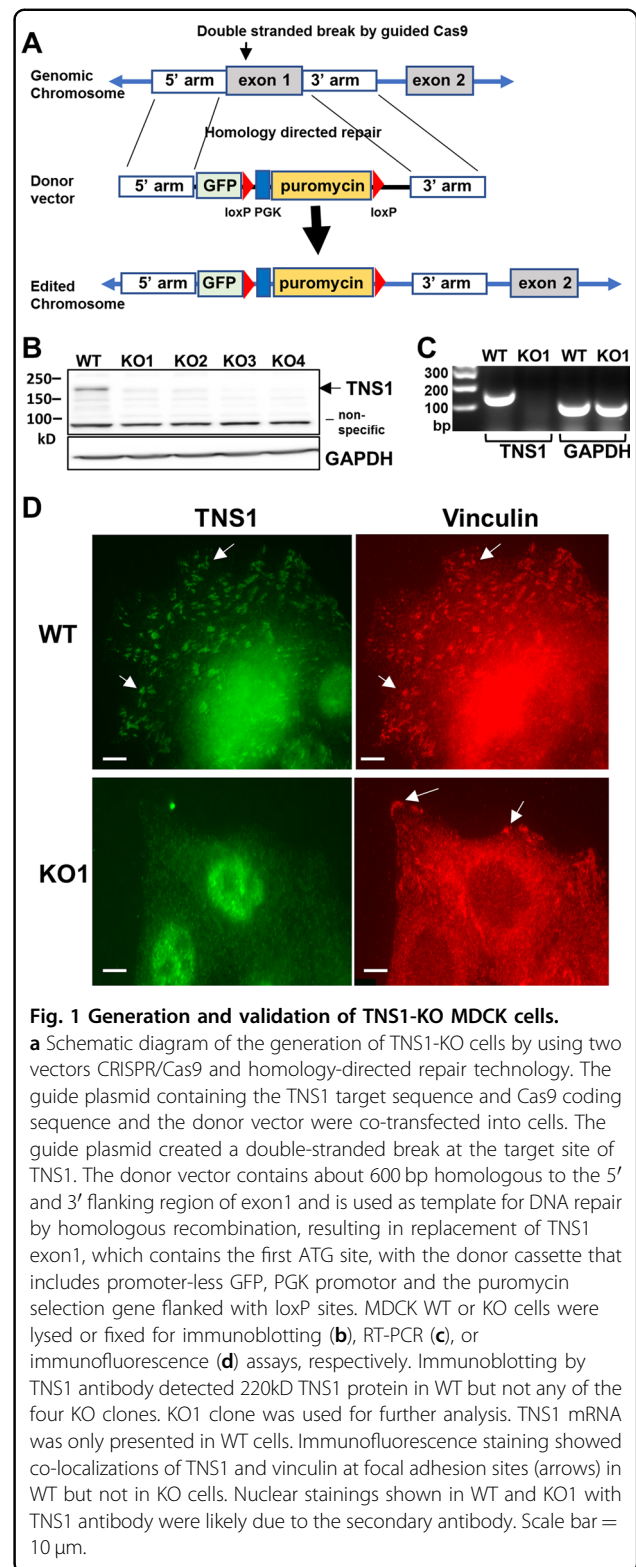 A
Double stranded break by guided Cas9
Genomic
Chromosome
5' arm exon 1 3' arm exon 2
Homology directed repair
Donor
vector
5' arm GFP puromycin 3' arm
loxP PGK loxP
Edited
Chromosome
5' arm GFP puromycin 3' arm exon 2
B
WT KO1 KO2 KO3 KO4
250
150
100
kD
TNS1
non-
specific
GAPDH
C
WT KO1 WT KO1
300
200
100
bp
TNS1 GAPDH
D
TNS1 Vinculin
WT
KO1
Fig. 1 Generation and validation of TNS1-KO MDCK cells.
a Schematic diagram of the generation of TNS1-KO cells by using two
vectors CRISPR/Cas9 and homology-directed repair technology. The
guide plasmid containing the TNS1 target sequence and Cas9 coding
sequence and the donor vector were co-transfected into cells. The
guide plasmid created a double-stranded break at the target site of
TNS1. The donor vector contains about 600 bp homologous to the 5′
and 3′ flanking region of exon1 and is used as template for DNA repair
by homologous recombination, resulting in replacement of TNS1
exon1, which contains the first ATG site, with the donor cassette that
includes promoter-less GFP, PGK promotor and the puromycin
selection gene flanked with loxP sites. MDCK WT or KO cells were
lysed or fixed for immunoblotting (b), RT-PCR (c), or
immunofluorescence (d) assays, respectively. Immunoblotting by
TNS1 antibody detected 220kD TNS1 protein in WT but not any of the
four KO clones. KO1 clone was used for further analysis. TNS1 mRNA
was only presented in WT cells. Immunofluorescence staining showed
co-localizations of TNS1 and vinculin at focal adhesion sites (arrows) in
WT but not in KO cells. Nuclear stainings shown in WT and KO1 with
TNS1 antibody were likely due to the secondary antibody. Scale bar =
10 μm.